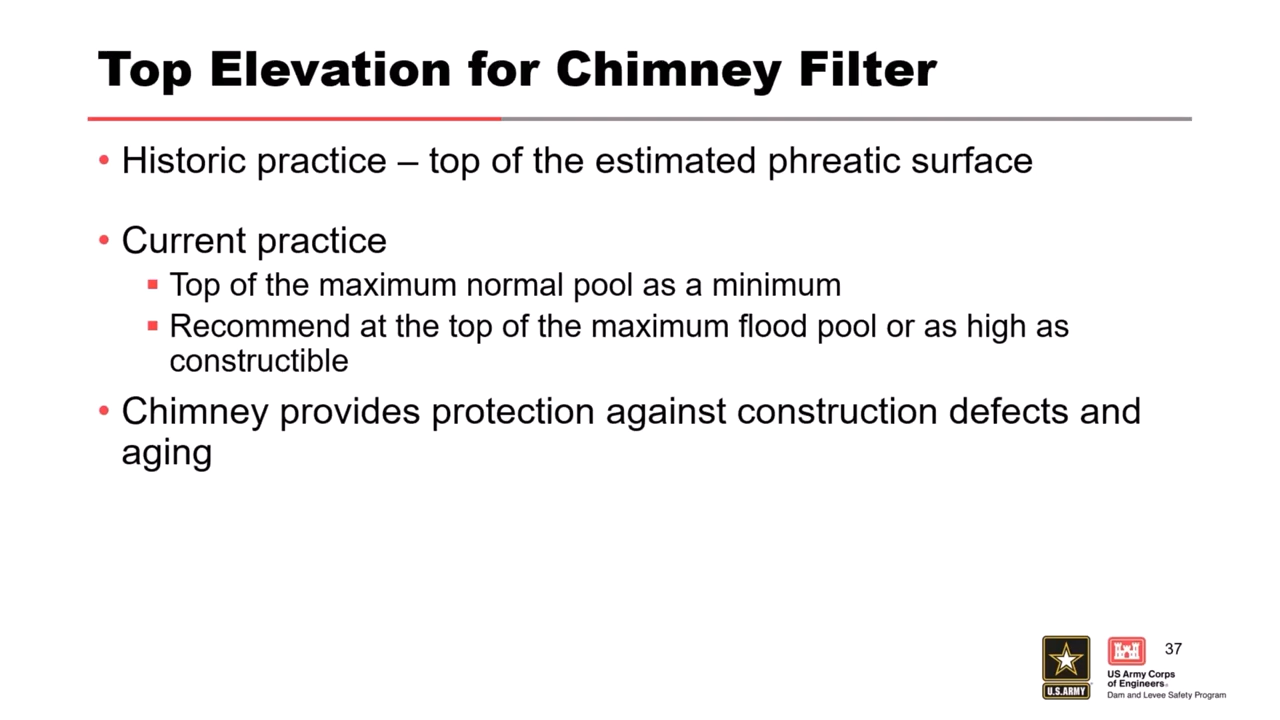 Top Elevation for Chimney Filter
• Historic practice – top of the estimated phreatic surface
• Current practice
▪ Top of the maximum normal pool as a minimum
▪ Recommend at the top of the maximum flood pool or as high as
constructible
• Chimney provides protection against construction defects and
aging
37
U.S.ARMY
US Army Corps
of Engineers®
Dam and Levee Safety Program